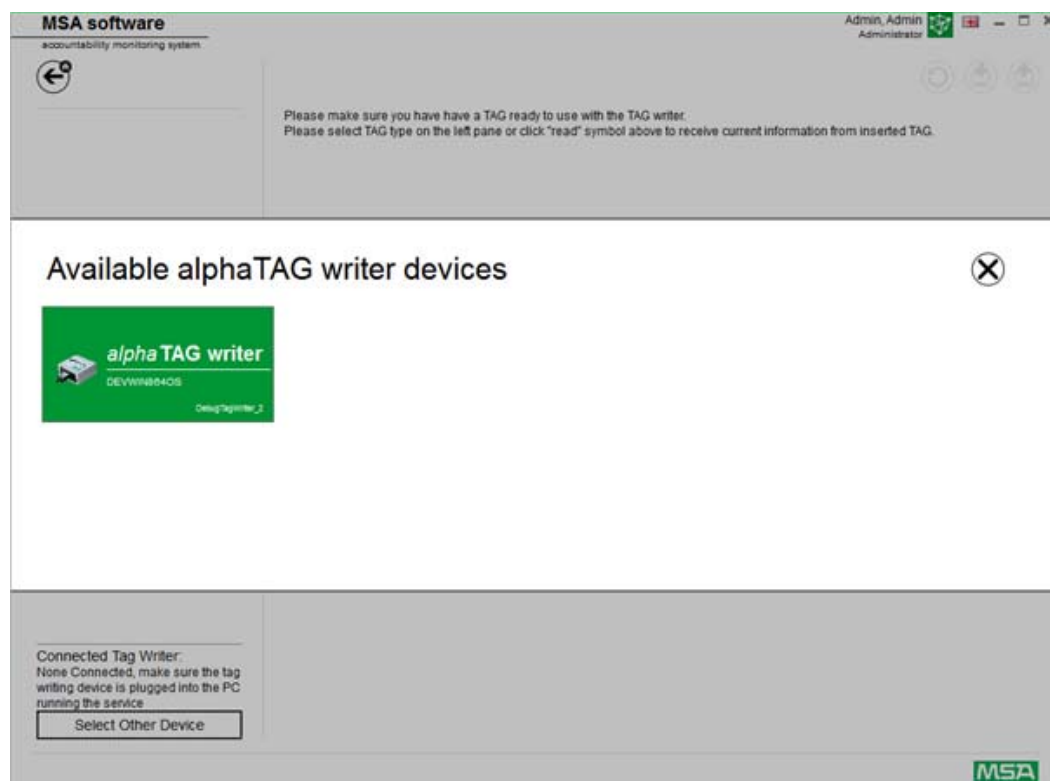 MSA software
accountability monitoring system
Admin, Admin
Administrator
Please make sure you have have a TAG ready to use with the TAG writer.
Please select TAG type on the left pane or click "read" symbol above to receive current information from inserted TAG.
Available alphaTAG writer devices
alpha TAG writer
DEVWIN864OS
DebugTagWriter_2
Connected Tag Writer:
None Connected, make sure the tag
writing device is plugged into the PC
running the service
Select Other Device
MSA